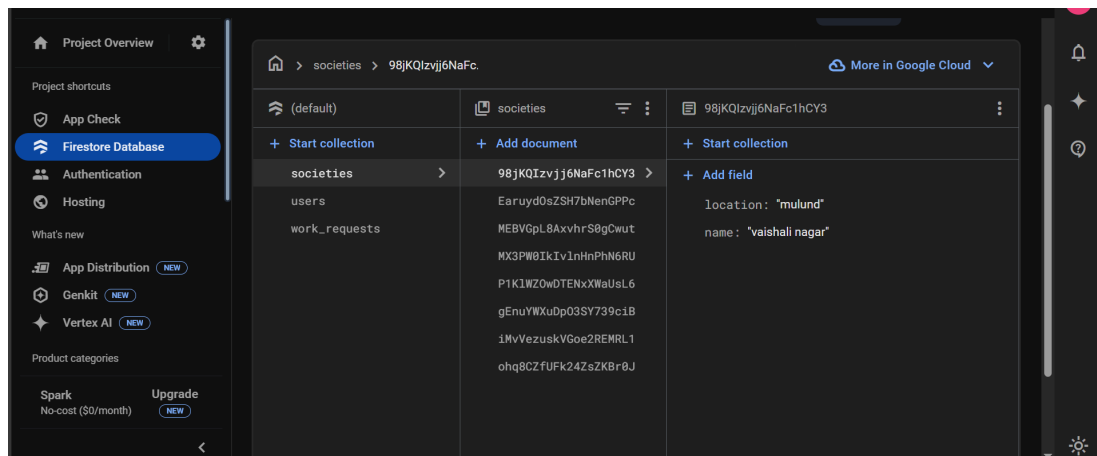 Project Overview
Project shortcuts
App Check
Firestore Database
Authentication
Hosting
What's new
App Distribution NEW
Genkit NEW
Vertex AI NEW
Product categories
Spark
No-cost ($0/month)
Upgrade
NEW
societies
98jKQIzvjj6NaFc.
More in Google Cloud
(default)
Start collection
societies
users
work_requests
societies
Add document
98jKQIzvjj6NaFc1hCY3
EaruydOsZSH7bNenGPPc
MEBVGpL8AxvhrS0gCwut
MX3PW0IkIvlnHnPhN6RU
P1KlWZOwDTENxXWaUsL6
gEnuYWXuDpO3SY739ciB
iMvVezuskVGoe2REMRL1
ohq8CZfUFk24ZsZKBr0J
98jKQIzvjj6NaFc1hCY3
Start collection
Add field
location: "mulund"
name: "vaishali nagar"